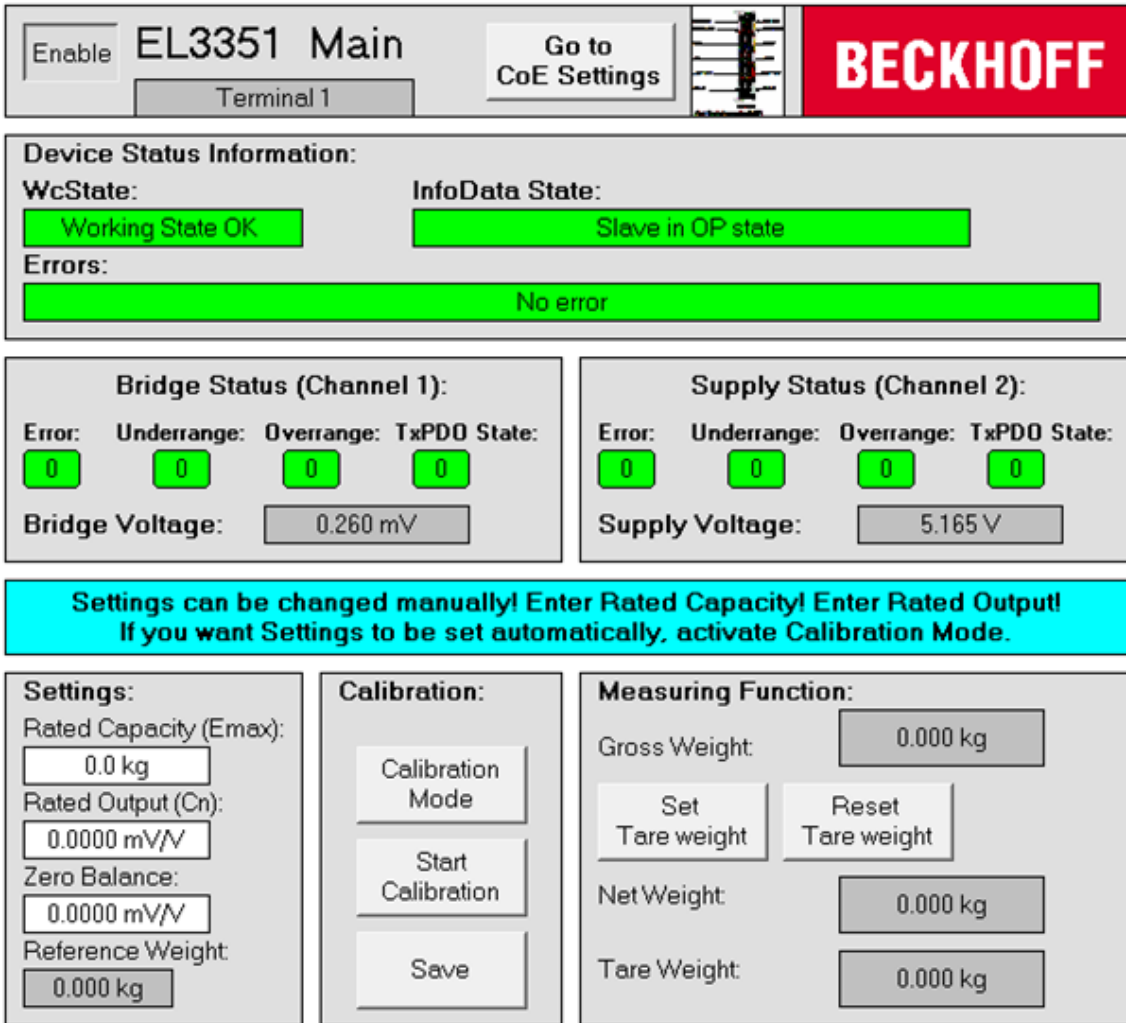 Enable
EL3351 Main
Terminal 1
Go to
CoE Settings
BECKHOFF
Device Status Information:
WcState:
InfoData State:
Working State OK
Slave in OP state
Errors:
No error
Bridge Status (Channel 1):
Error: Underrange: Overrange: TxPDO State:
0 0 0 0
Bridge Voltage: 0.260 mV
Supply Status (Channel 2):
Error: Underrange: Overrange: TxPDO State:
0 0 0 0
Supply Voltage: 5.165 V
Settings can be changed manually! Enter Rated Capacity! Enter Rated Output!
If you want Settings to be set automatically, activate Calibration Mode.
Settings:
Rated Capacity (Emax):
0.0 kg
Rated Output (Cn):
0.0000 mV/V
Zero Balance:
0.0000 mV/V
Reference Weight:
0.000 kg
Calibration:
Calibration
Mode
Start
Calibration
Save
Measuring Function:
Gross Weight: 0.000 kg
Set
Tare weight
Reset
Tare weight
Net Weight: 0.000 kg
Tare Weight: 0.000 kg